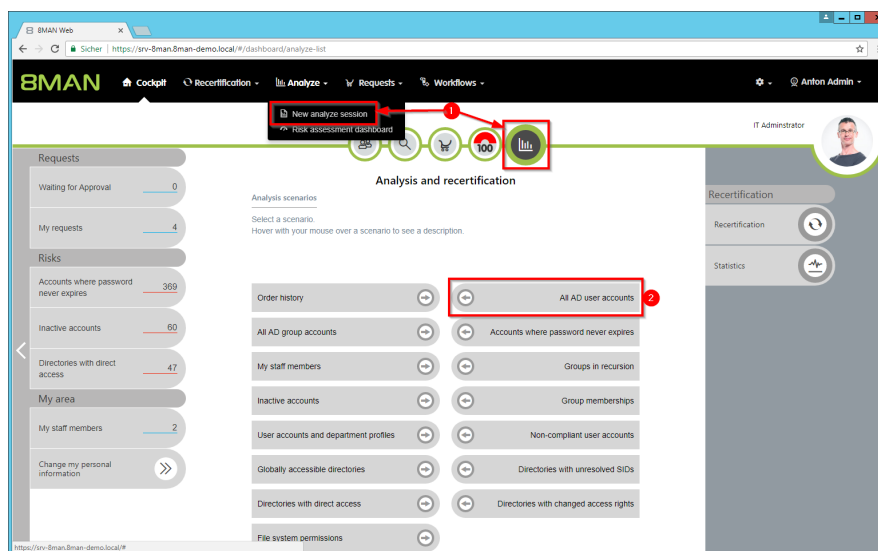 8MAN Web
Sicher
https://srv-8man.8man-demo.local/#/dashboard/analyze-list
8MAN
Cockpit
Recertification
Analyze
Requests
Workflows
Anton Admin
New analyze session
1
Risk assessment dashboard
IT Adminstrator
100
Requests
Waiting for Approval
0
My requests
4
Risks
Accounts where password
never expires
369
Inactive accounts
60
Directories with direct
access
47
My area
My staff members
2
Change my personal
information
Analysis and recertification
Analysis scenarios
Select a scenario.
Hover with your mouse over a scenario to see a description.
Order history
All AD user accounts
2
All AD group accounts
Accounts where password never expires
My staff members
Groups in recursion
Inactive accounts
Group memberships
User accounts and department profiles
Non-compliant user accounts
Globally accessible directories
Directories with unresolved SIDs
Directories with direct access
Directories with changed access rights
File system permissions
Recertification
Recertification
Statistics
https://srv-8man.8man-demo.local/#